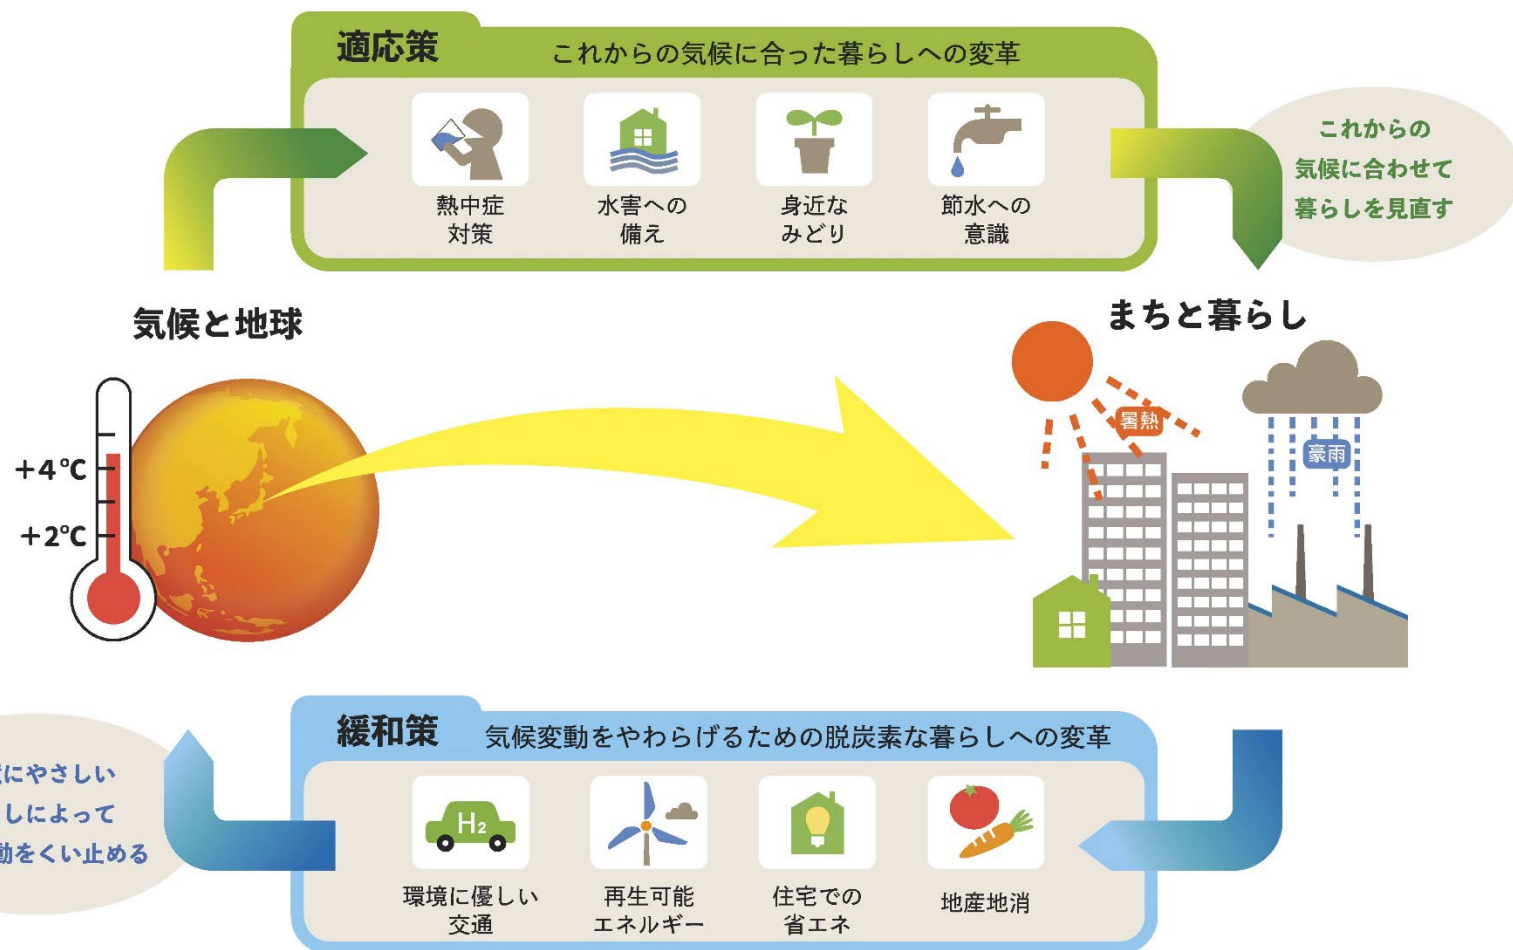 適応策
これからの気候に合った暮らしへの変革
熱中症
対策
水害への
備え
身近な
みどり
節水への
意識
これからの
気候に合わせて
暮らしを見直す
気候と地球
まちと暮らし
+4℃
+2℃
暑熱
豪雨
緩和策
気候変動をやわらげるための脱炭素な暮らしへの変革
にやさしい
しによって
動をくい止める
H₂
環境に優しい
交通
再生可能
エネルギー
住宅での
省エネ
地産地消